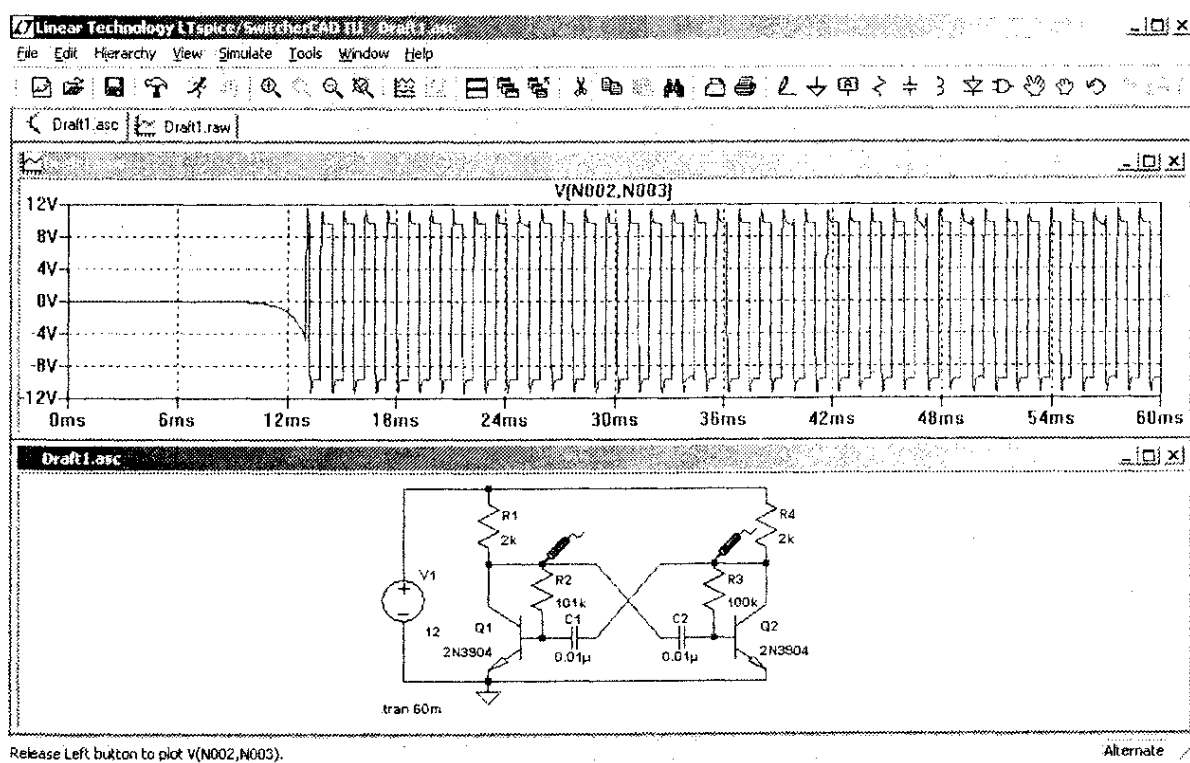 Linear Technology LTspice/SwitcherCAD III - Draft1.asc
File Edit Hierarchy View Simulate Tools Window Help
Draft1.asc Draft1.raw
V(N002,N003)
12V
8V
4V
0V
-4V
-8V
-12V
0ms 6ms 12ms 18ms 24ms 30ms 36ms 42ms 48ms 54ms 60ms
Draft1.asc
R1
2k
R4
2k
V1
12
R2
101k
R3
100k
C1
0.01µ
C2
0.01µ
Q1
2N3904
Q2
2N3904
.tran 60m
Release Left button to plot V(N002,N003).
Alternate